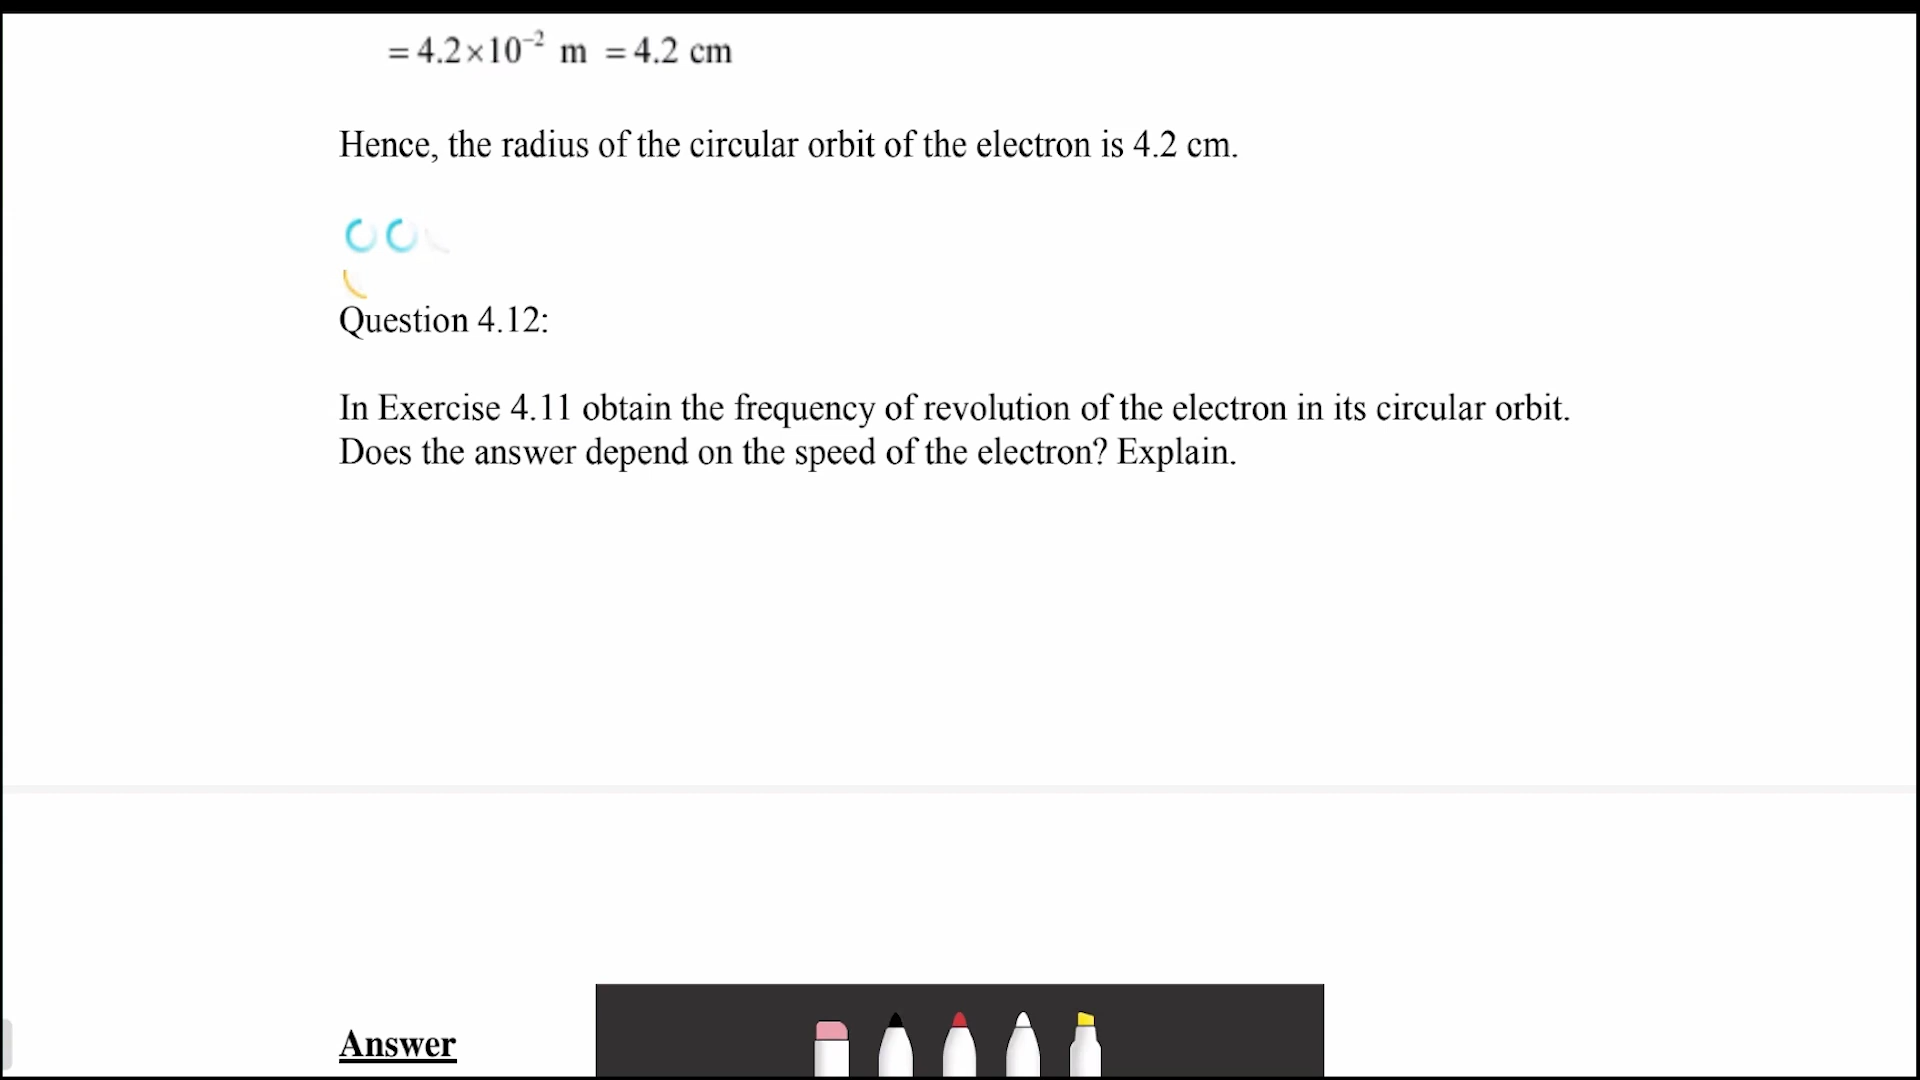 = 4.2×10⁻² m = 4.2 cm
Hence, the radius of the circular orbit of the electron is 4.2 cm.
Question 4.12:
In Exercise 4.11 obtain the frequency of revolution of the electron in its circular orbit.
Does the answer depend on the speed of the electron? Explain.
Answer